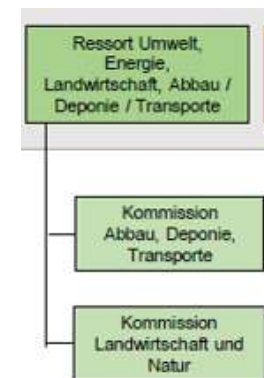 Ressort Umwelt,
Energie,
Landwirtschaft, Abbau /
Deponie / Transporte
Kommission
Abbau, Deponie,
Transporte
Kommission
Landwirtschaft und
Natur